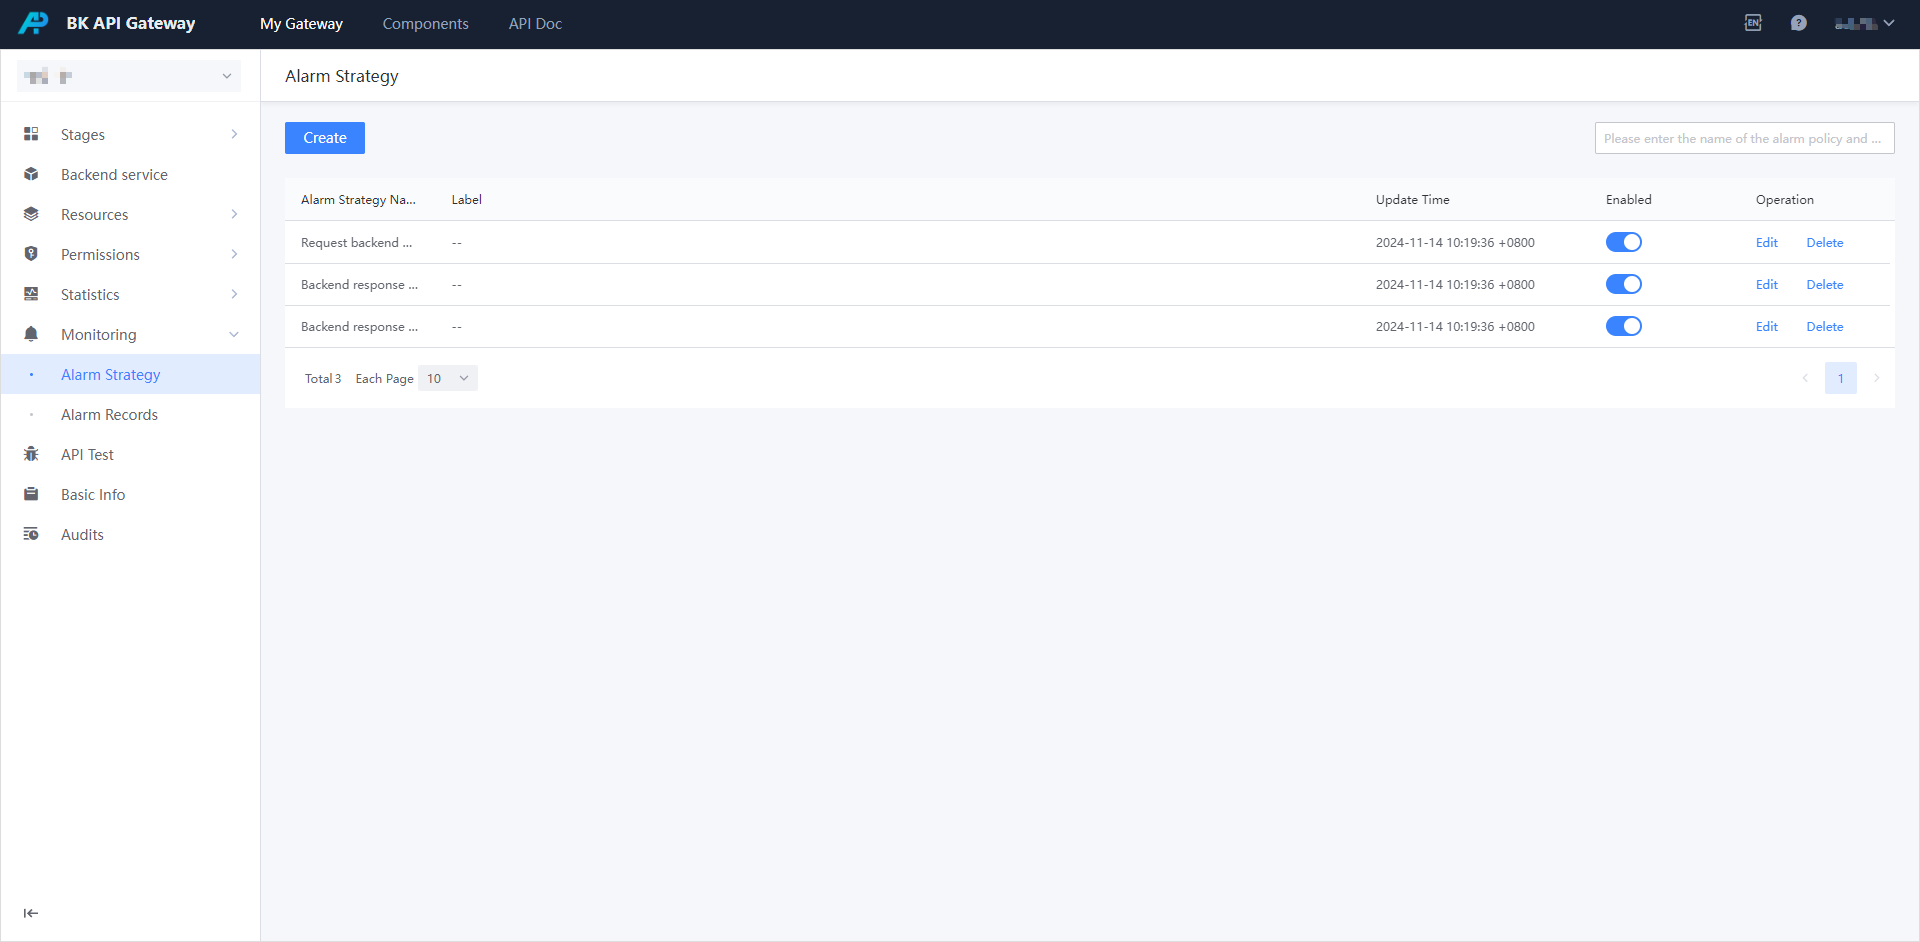 BK API Gateway
My Gateway
Components
API Doc
EN
?
Alarm Strategy
Stages
Backend service
Resources
Permissions
Statistics
Monitoring
Alarm Strategy
Alarm Records
API Test
Basic Info
Audits
Create
Please enter the name of the alarm policy and ...
Alarm Strategy Na... Label Update Time Enabled Operation
Request backend ... -- 2024-11-14 10:19:36 +0800 Edit Delete
Backend response ... -- 2024-11-14 10:19:36 +0800 Edit Delete
Backend response ... -- 2024-11-14 10:19:36 +0800 Edit Delete
Total 3 Each Page 10 1